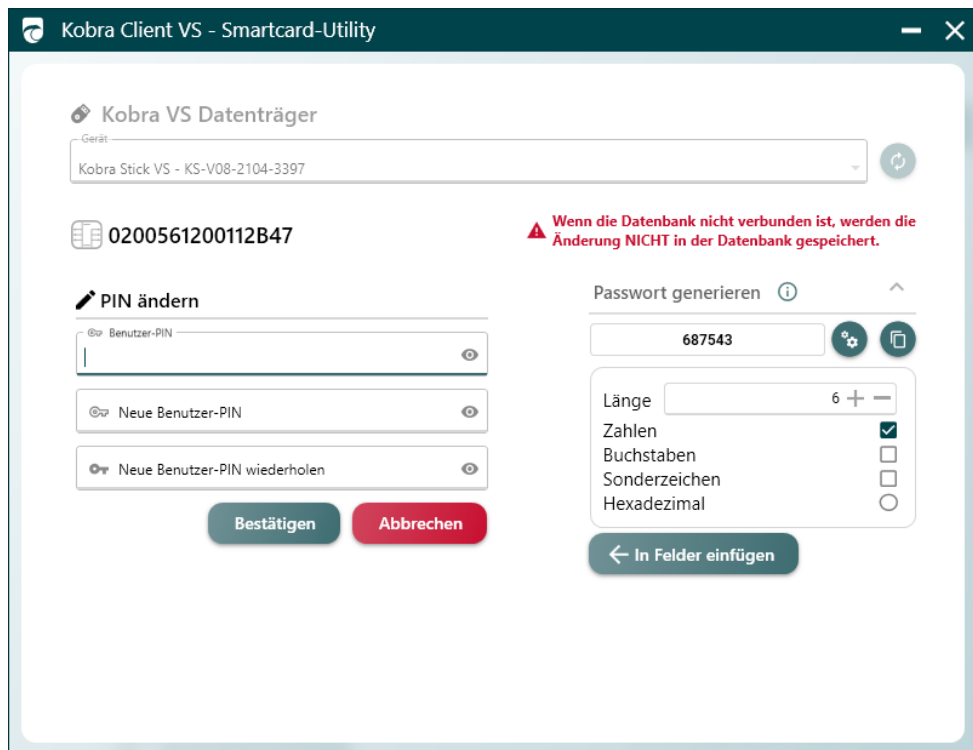 Kobra Client VS - Smartcard-Utility
Kobra VS Datenträger
Gerät
Kobra Stick VS - KS-V08-2104-3397
0200561200112B47
Wenn die Datenbank nicht verbunden ist, werden die
Änderung NICHT in der Datenbank gespeichert.
PIN ändern
Benutzer-PIN
Neue Benutzer-PIN
Neue Benutzer-PIN wiederholen
Bestätigen
Abbrechen
Passwort generieren
687543
Länge 6
Zahlen
Buchstaben
Sonderzeichen
Hexadezimal
In Felder einfügen